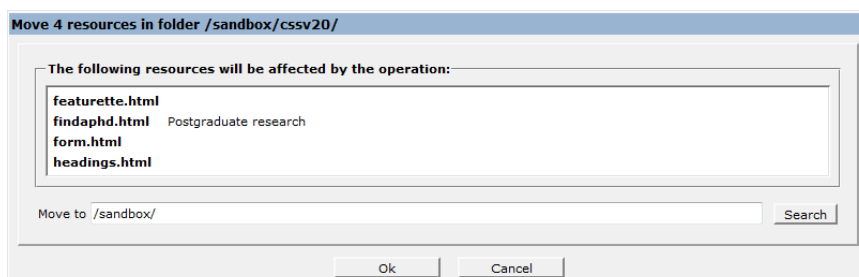 Move 4 resources in folder /sandbox/cssv20/
The following resources will be affected by the operation:
featurette.html
findaphd.html Postgraduate research
form.html
headings.html
Move to /sandbox/ Search
Ok Cancel